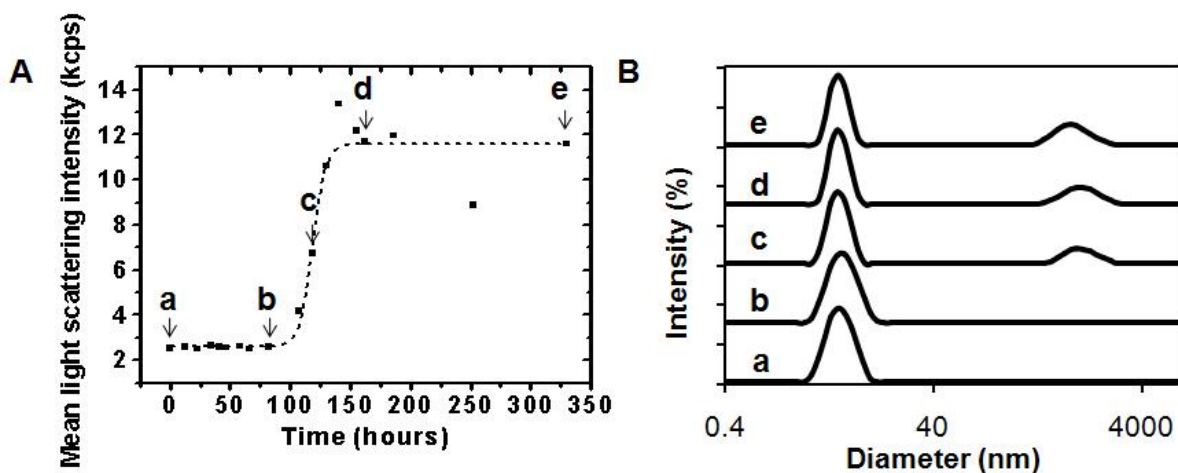 A
Mean light scattering intensity (kcps)
14
12
10
8
6
4
2
a
b
c
d
e
0
50
100
150
200
250
300
350
Time (hours)
B
Intensity (%)
e
d
c
b
a
0.4
40
4000
Diameter (nm)